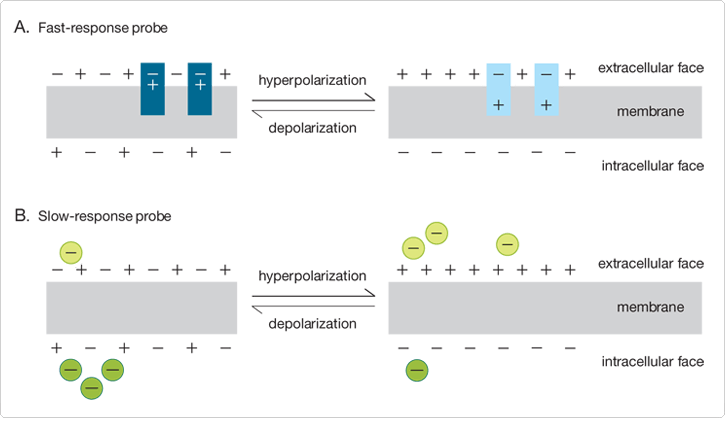 A. Fast-response probe
− + − + − − − +
+ +
hyperpolarization
depolarization
+ + + + + − + − +
+ +
extracellular face
membrane
+ − + − + −
− − − − − −
intracellular face
B. Slow-response probe
−
− + − + − + − +
hyperpolarization
depolarization
− − −
+ + + + + + + + +
extracellular face
membrane
+ − + − + −
− − − − − −
intracellular face
− − −
−